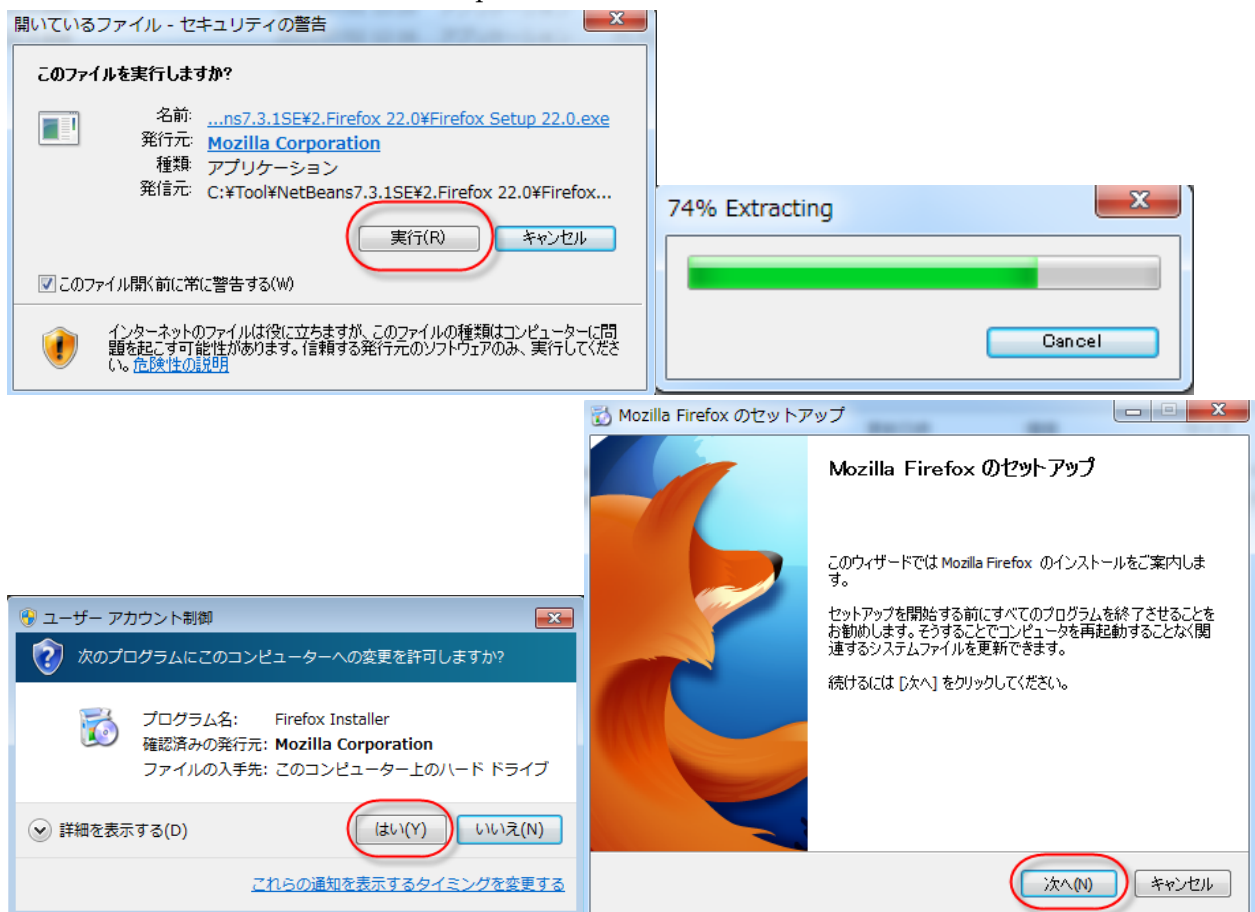 開いているファイル - セキュリティの警告
このファイルを実行しますか?
名前: ...ns7.3.1SE¥2.Firefox 22.0¥Firefox Setup 22.0.exe
発行元: Mozilla Corporation
種類: アプリケーション
発信元: C:¥Tool¥NetBeans7.3.1SE¥2.Firefox 22.0¥Firefox...
実行(R) キャンセル
このファイル開く前に常に警告する(W)
インターネットのファイルは役に立ちますが、このファイルの種類はコンピューターに問
題を起こす可能性があります。信頼する発行元のソフトウェアのみ、実行してくださ
い。危険性の説明
74% Extracting
Cancel
ユーザー アカウント制御
次のプログラムにこのコンピューターへの変更を許可しますか?
プログラム名: Firefox Installer
確認済みの発行元: Mozilla Corporation
ファイルの入手先: このコンピューター上のハード ドライブ
詳細を表示する(D) はい(Y) いいえ(N)
これらの通知を表示するタイミングを変更する
Mozilla Firefox のセットアップ
Mozilla Firefox のセットアップ
このウィザードでは Mozilla Firefox のインストールをご案内しま
す。
セットアップを開始する前にすべてのプログラムを終了させることを
お勧めします。そうすることでコンピュータを再起動することなく関
連するシステムファイルを更新できます。
続けるには [次へ] をクリックしてください。
次へ(N) キャンセル